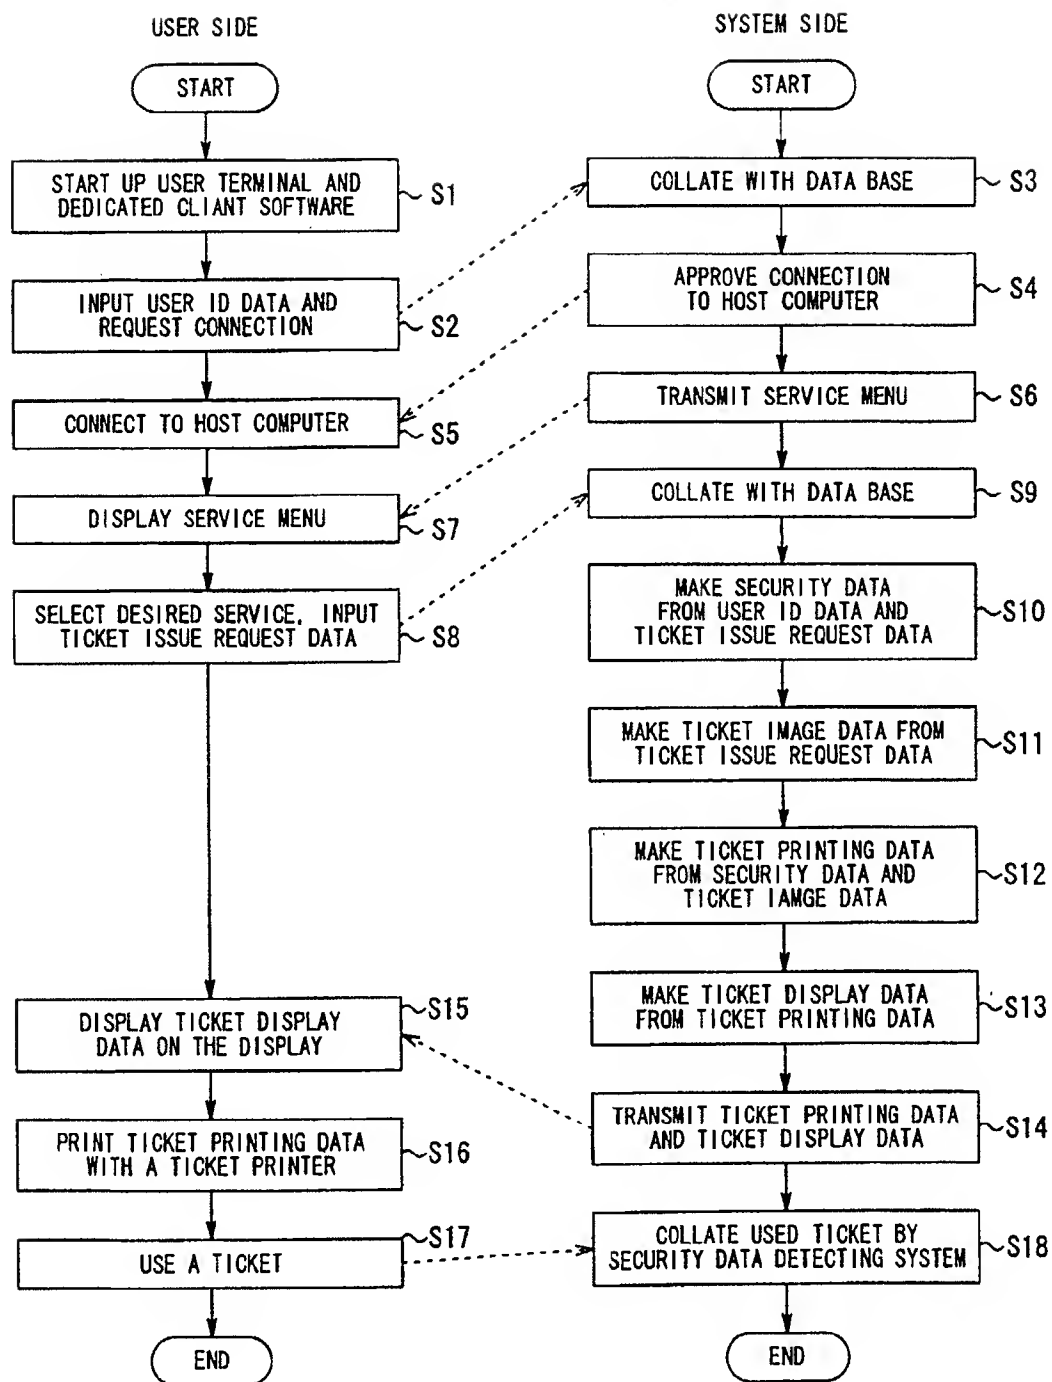 USER SIDE
START
START UP USER TERMINAL AND
DEDICATED CLIENT SOFTWARE
S1
INPUT USER ID DATA AND
REQUEST CONNECTION
S2
CONNECT TO HOST COMPUTER
S5
DISPLAY SERVICE MENU
S7
SELECT DESIRED SERVICE, INPUT
TICKET ISSUE REQUEST DATA
S8
DISPLAY TICKET DISPLAY
DATA ON THE DISPLAY
S15
PRINT TICKET PRINTING DATA
WITH A TICKET PRINTER
S16
USE A TICKET
S17
END
SYSTEM SIDE
START
COLLATE WITH DATA BASE
S3
APPROVE CONNECTION
TO HOST COMPUTER
S4
TRANSMIT SERVICE MENU
S6
COLLATE WITH DATA BASE
S9
MAKE SECURITY DATA
FROM USER ID DATA AND
TICKET ISSUE REQUEST DATA
S10
MAKE TICKET IMAGE DATA FROM
TICKET ISSUE REQUEST DATA
S11
MAKE TICKET PRINTING DATA
FROM SECURITY DATA AND
TICKET IAMGE DATA
S12
MAKE TICKET DISPLAY DATA
FROM TICKET PRINTING DATA
S13
TRANSMIT TICKET PRINTING DATA
AND TICKET DISPLAY DATA
S14
COLLATE USED TICKET BY
SECURITY DATA DETECTING SYSTEM
S18
END